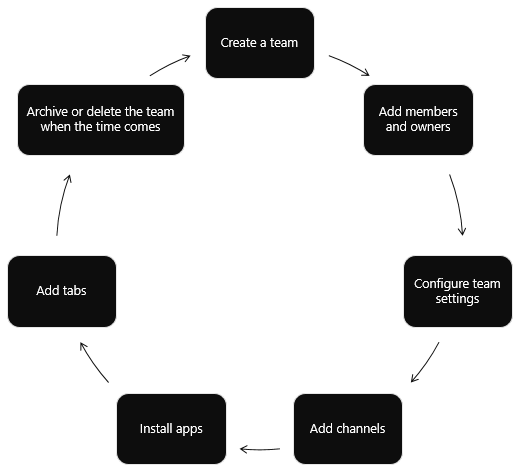 Create a team
Add members
and owners
Configure team
settings
Add channels
Install apps
Add tabs
Archive or delete the team
when the time comes